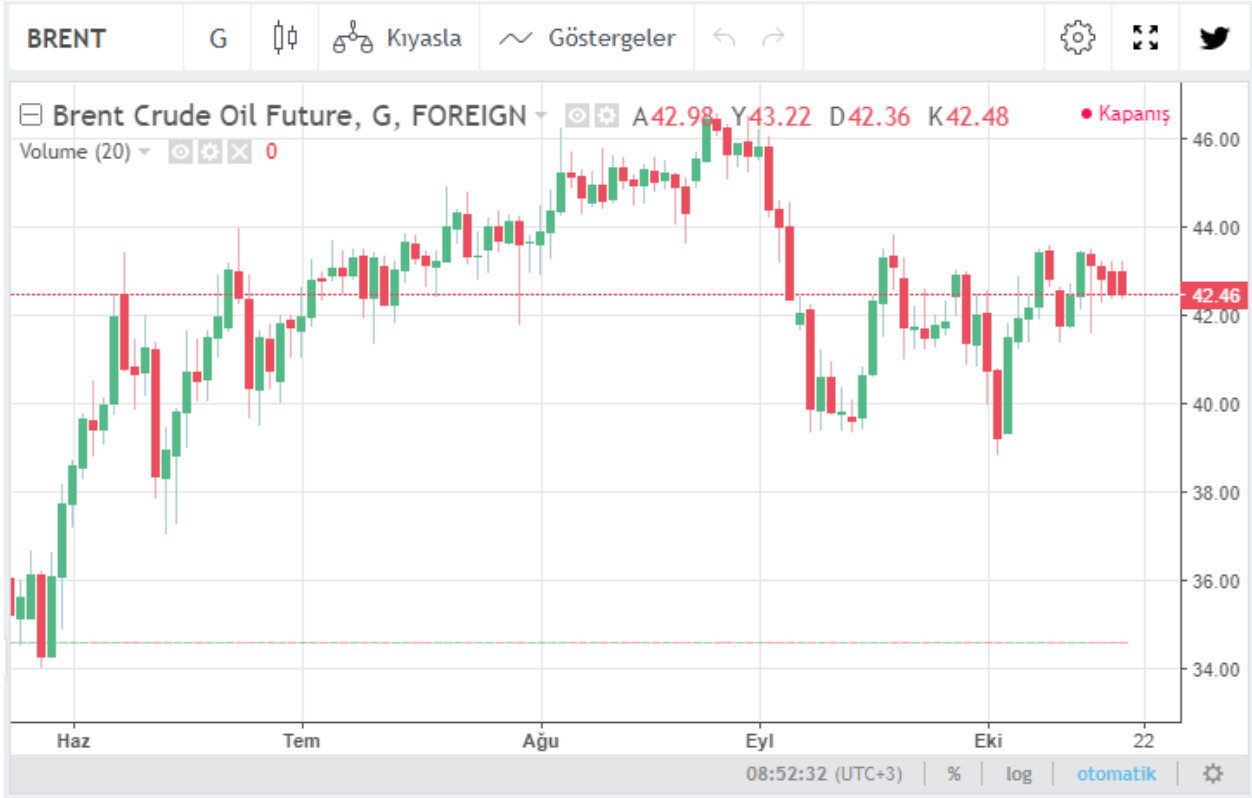 BRENT G Kıyasla Göstergeler
Brent Crude Oil Future, G, FOREIGN A42.98 Y43.22 D42.36 K42.48 Kapanış
Volume (20) 0
46.00
44.00
42.46
42.00
40.00
38.00
36.00
34.00
Haz Tem Ağu Eyl Eki 22
08:52:32 (UTC+3) % log otomatik